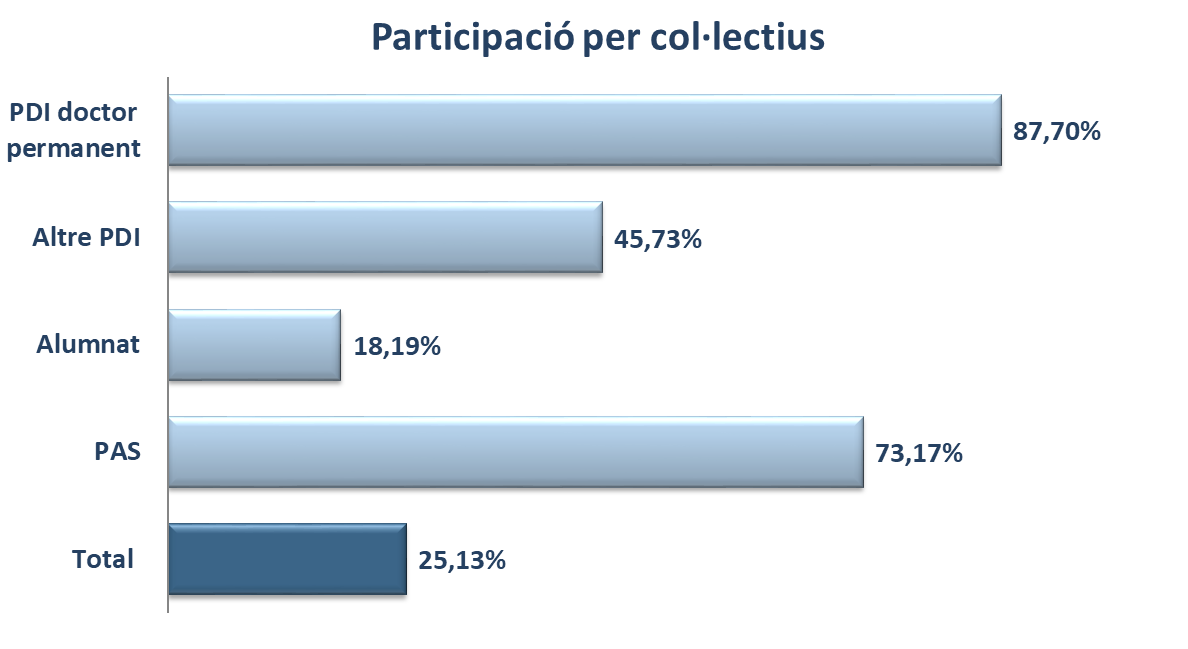 Participació per col·lectius
PDI doctor
permanent
87,70%
Altre PDI
45,73%
Alumnat
18,19%
PAS
73,17%
Total
25,13%